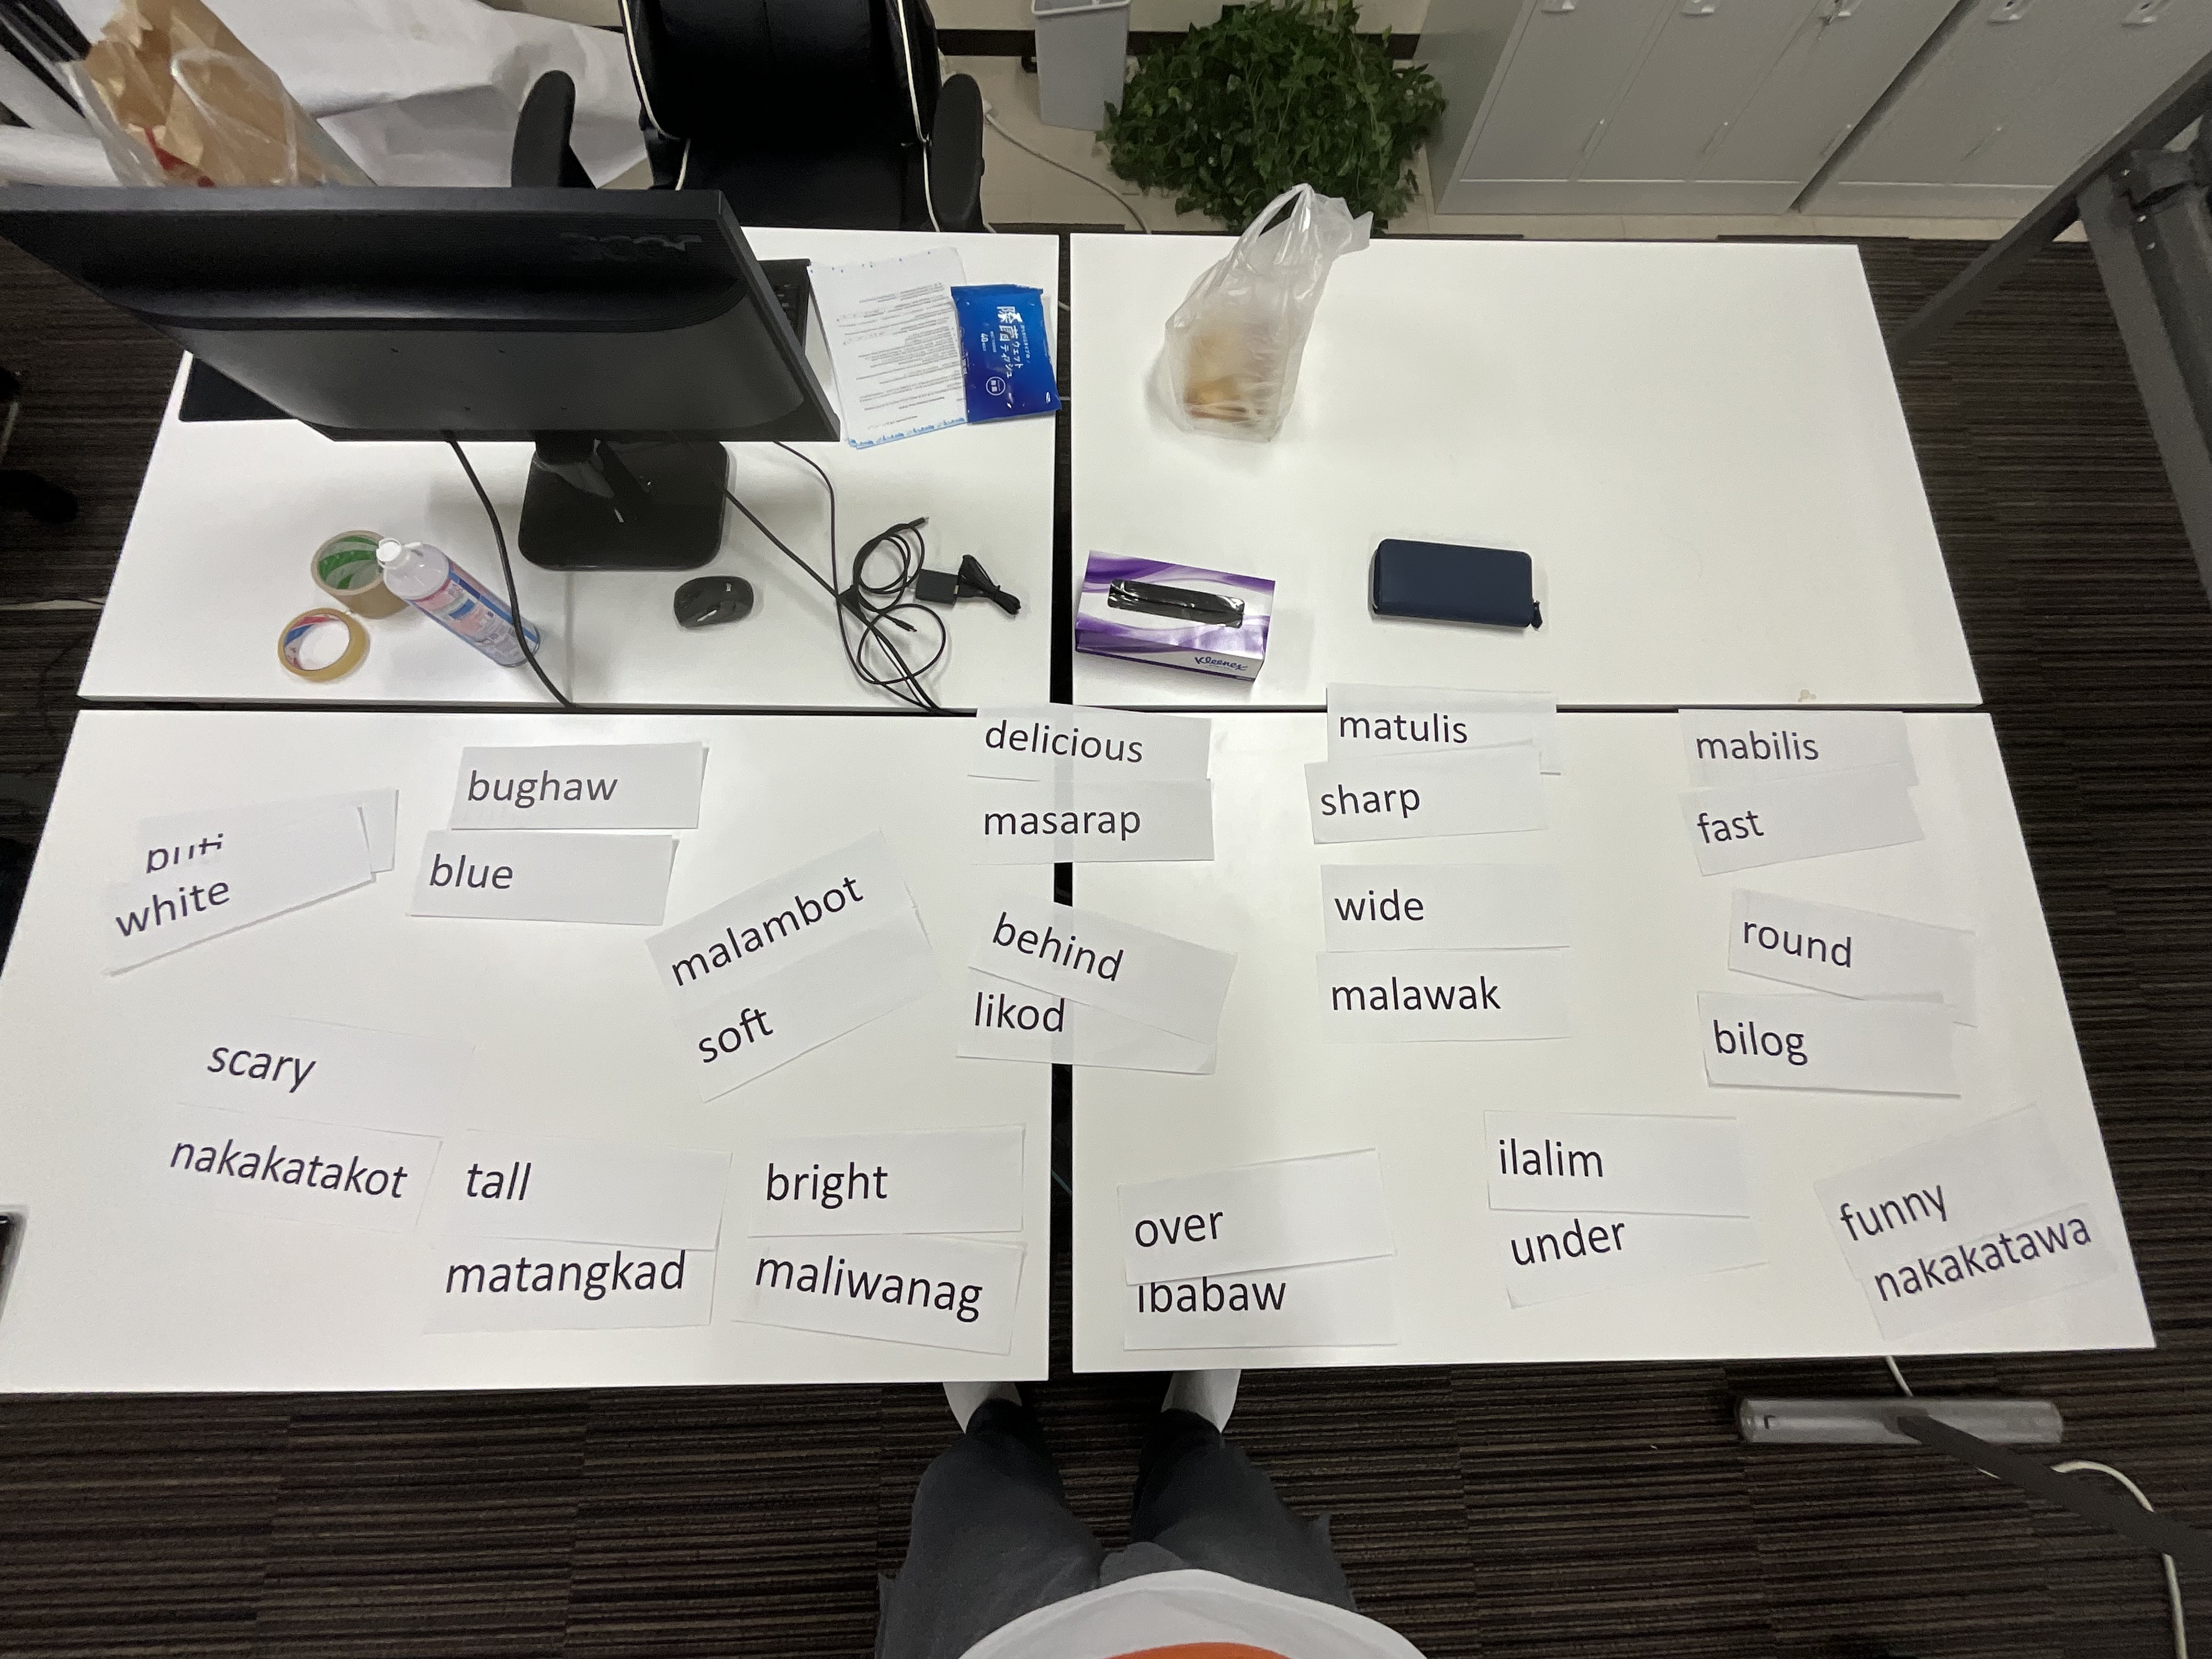 acer
除菌ウェット
ティッシュ
Kleenex
delicious
masarap
matulis
sharp
mabilis
fast
bughaw
blue
puti
white
malambot
soft
behind
likod
wide
malawak
round
bilog
scary
nakakatakot
tall
matangkad
bright
maliwanag
over
ibabaw
ilalim
under
funny
nakakatawa